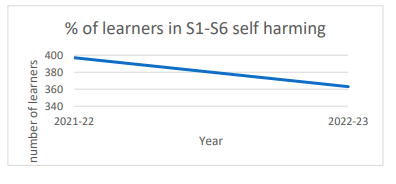 % of learners in S1-S6 self harming
number of learners
400
380
360
340
2021-22 2022-23
Year